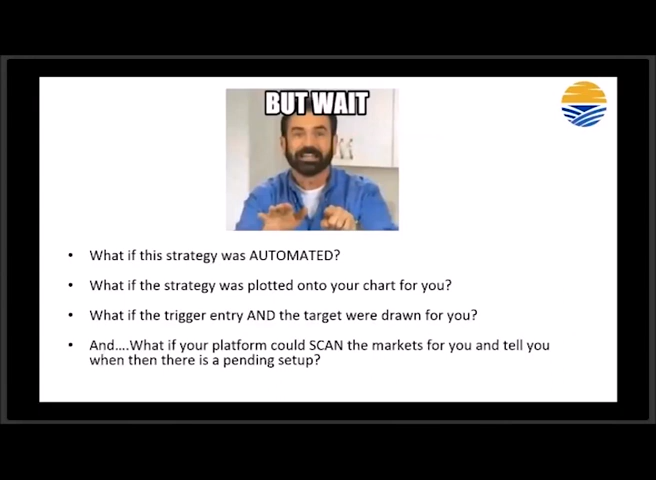 BUT WAIT
• What if this strategy was AUTOMATED?
• What if the strategy was plotted onto your chart for you?
• What if the trigger entry AND the target were drawn for you?
• And....What if your platform could SCAN the markets for you and tell you
when then there is a pending setup?